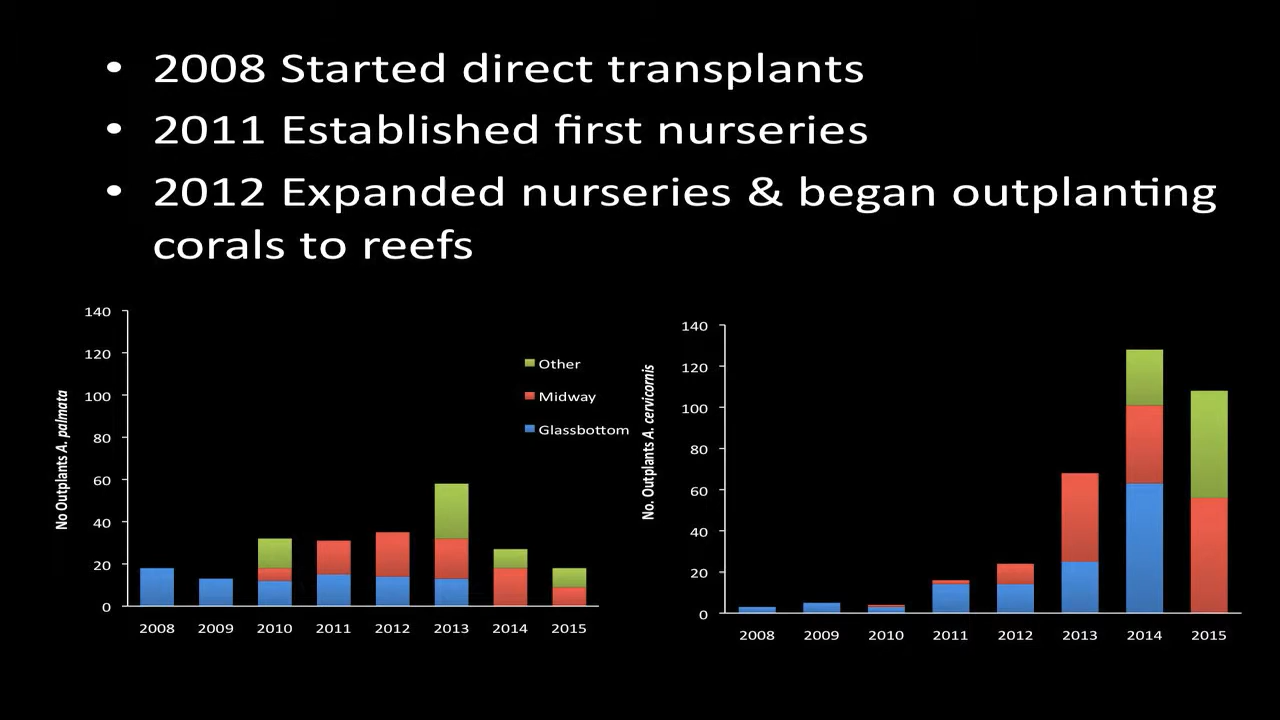 • 2008 Started direct transplants
• 2011 Established first nurseries
• 2012 Expanded nurseries & began outplanting
corals to reefs
No Outplants A. palmata
140
120
100
80
60
40
20
0
2008 2009 2010 2011 2012 2013 2014 2015
Other
Midway
Glassbottom
No. Outplants A. cervicornis
140
120
100
80
60
40
20
0
2008 2009 2010 2011 2012 2013 2014 2015